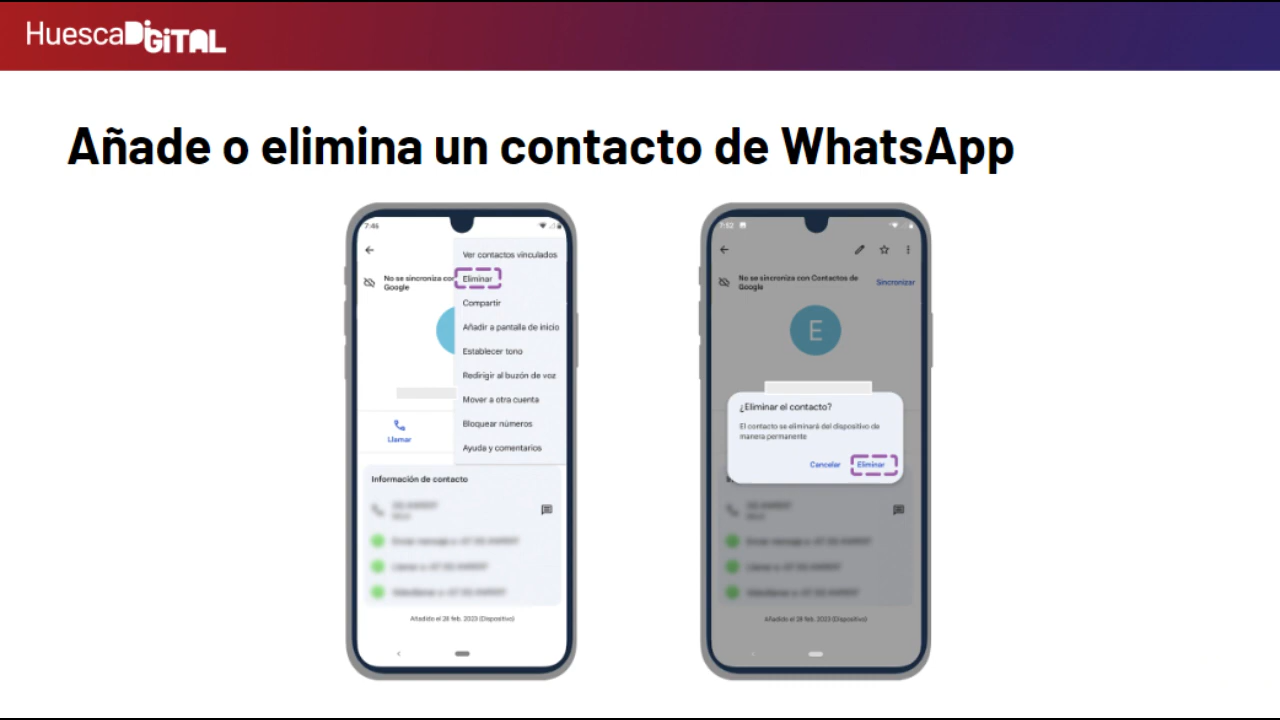 HuescaDIGITAL
Añade o elimina un contacto de WhatsApp
7:46
Ver contactos vinculados
No se sincroniza con
Google
Eliminar
Compartir
Añadir a pantalla de inicio
Establecer tono
Redirigir al buzón de voz
Mover a otra cuenta
Bloquear números
Ayuda y comentarios
Llamar
Información de contacto
Añadido el 28 feb. 2023 (Dispositivo)
7:52
No se sincroniza con Contactos de
Google
Sincronizar
E
¿Eliminar el contacto?
El contacto se eliminará del dispositivo de
manera permanente
Cancelar
Eliminar
Añadido el 28 feb. 2023 (Dispositivo)